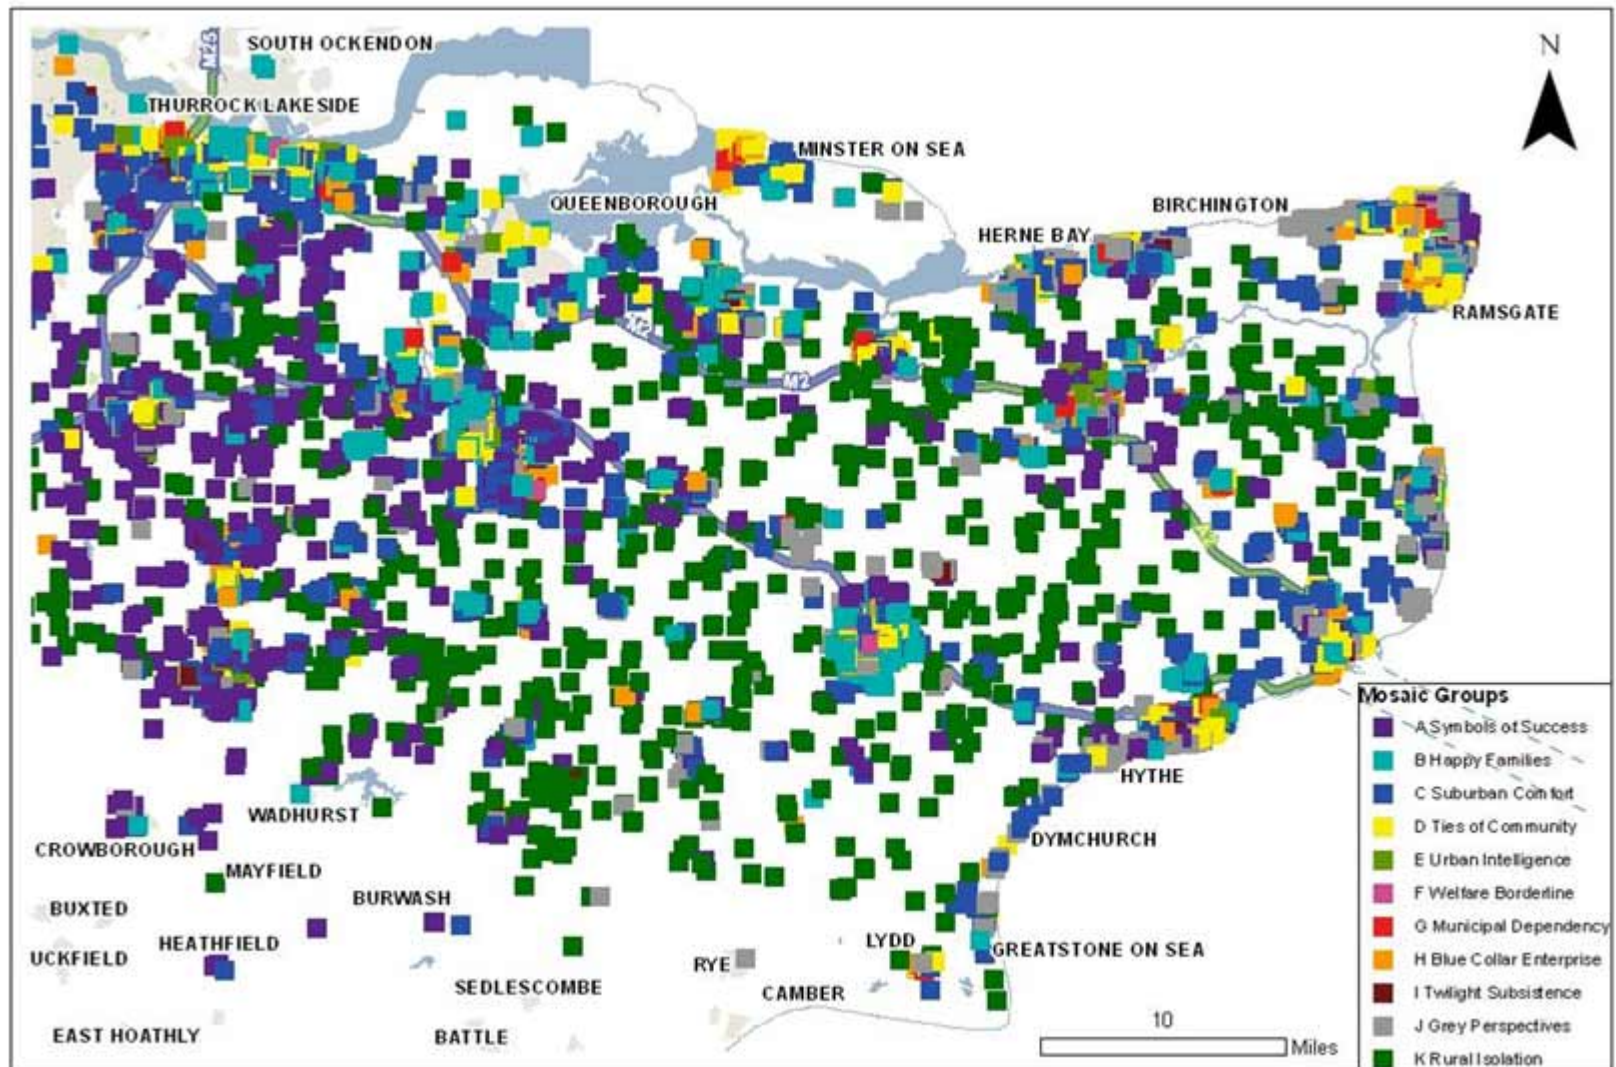 N
M25
SOUTH OCKENDON
THURROCK LAKESIDE
MINSTER ON SEA
QUEENBOROUGH
BIRCHINGTON
HERNE BAY
RAMSGATE
M2
M2
HYTHE
WADHURST
DYMCHURCH
CROWBOROUGH
MAYFIELD
BURWASH
BUXTED
HEATHFIELD
LYDD
GREATSTONE ON SEA
UCKFIELD
RYE
SEDLESCOMBE
CAMBER
EAST HOATHLY
BATTLE
10
Miles
Mosaic Groups
A Symbols of Success
B Happy Families
C Suburban Comfort
D Ties of Community
E Urban Intelligence
F Welfare Borderline
G Municipal Dependency
H Blue Collar Enterprise
I Twilight Subsistence
J Grey Perspectives
K Rural Isolation